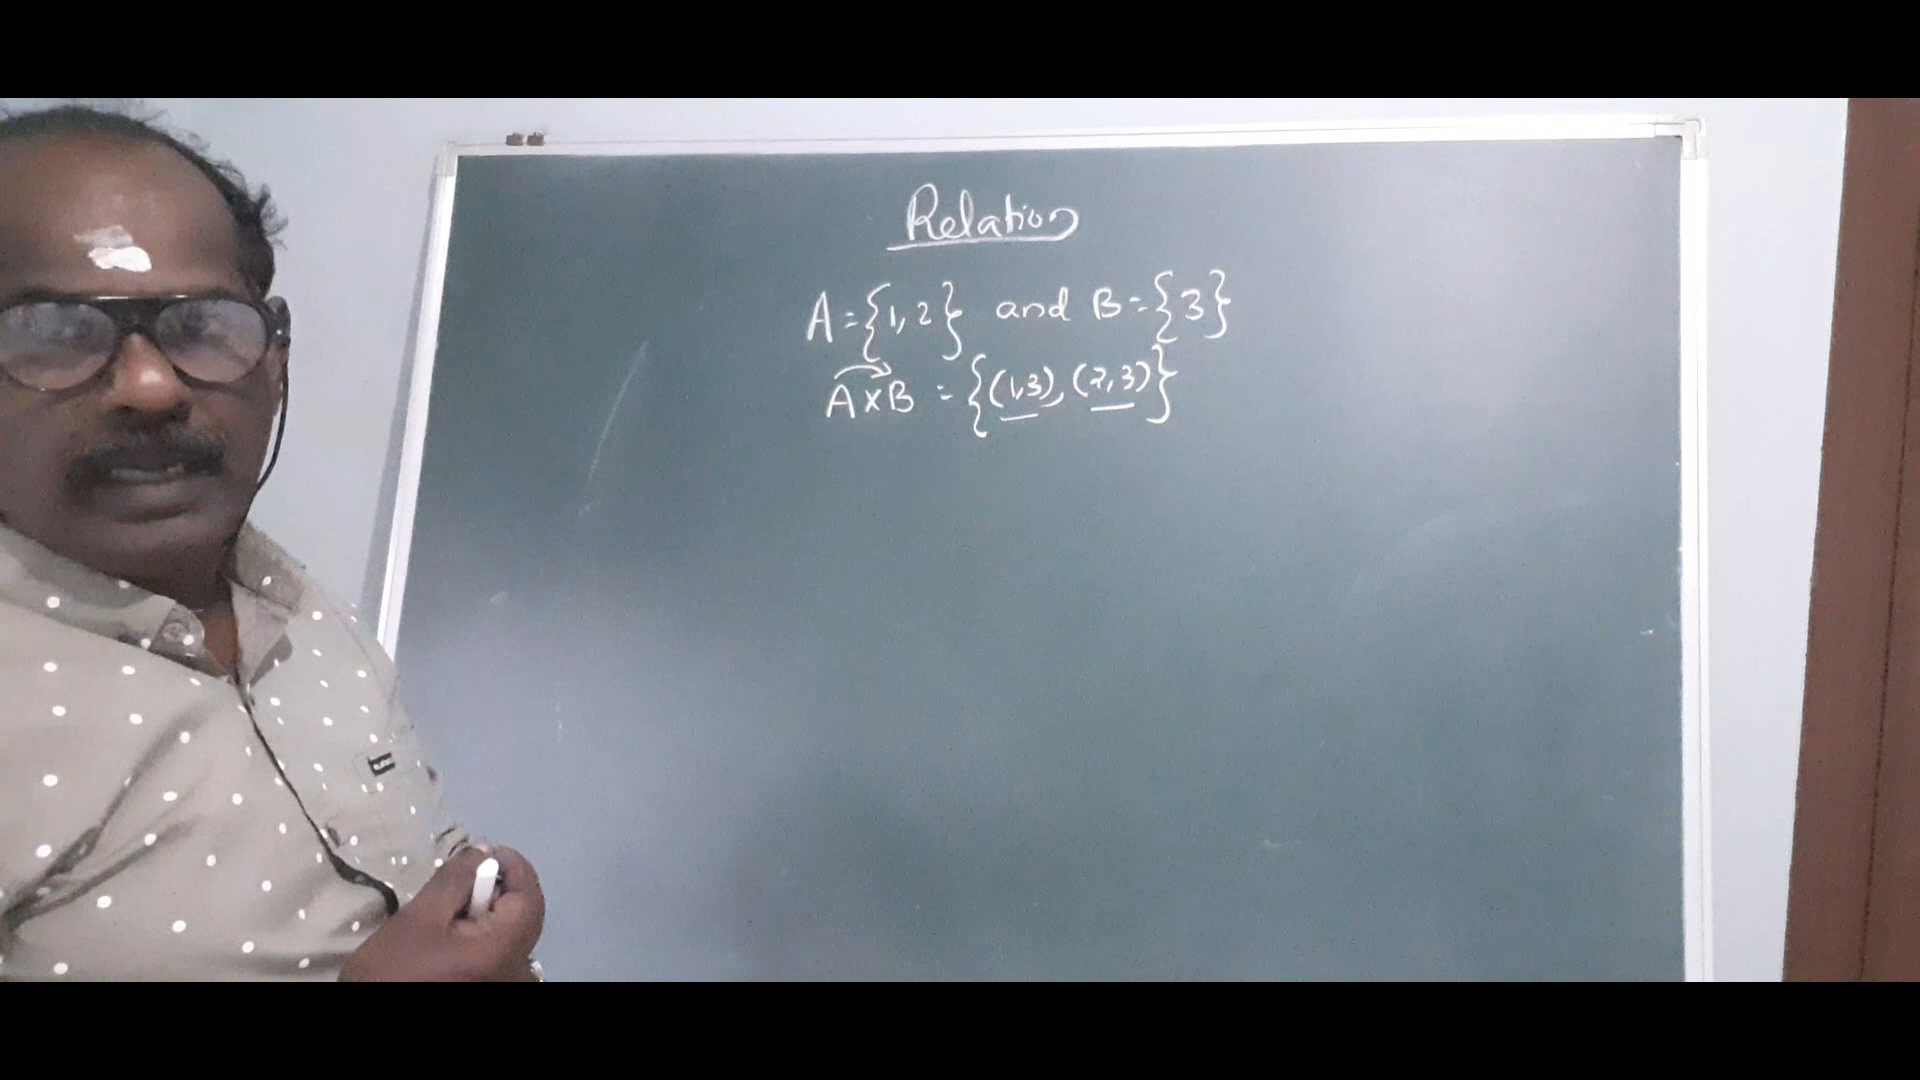 Relation
A = {1, 2} and B = {3}
A x B = {(1,3), (2,3)}